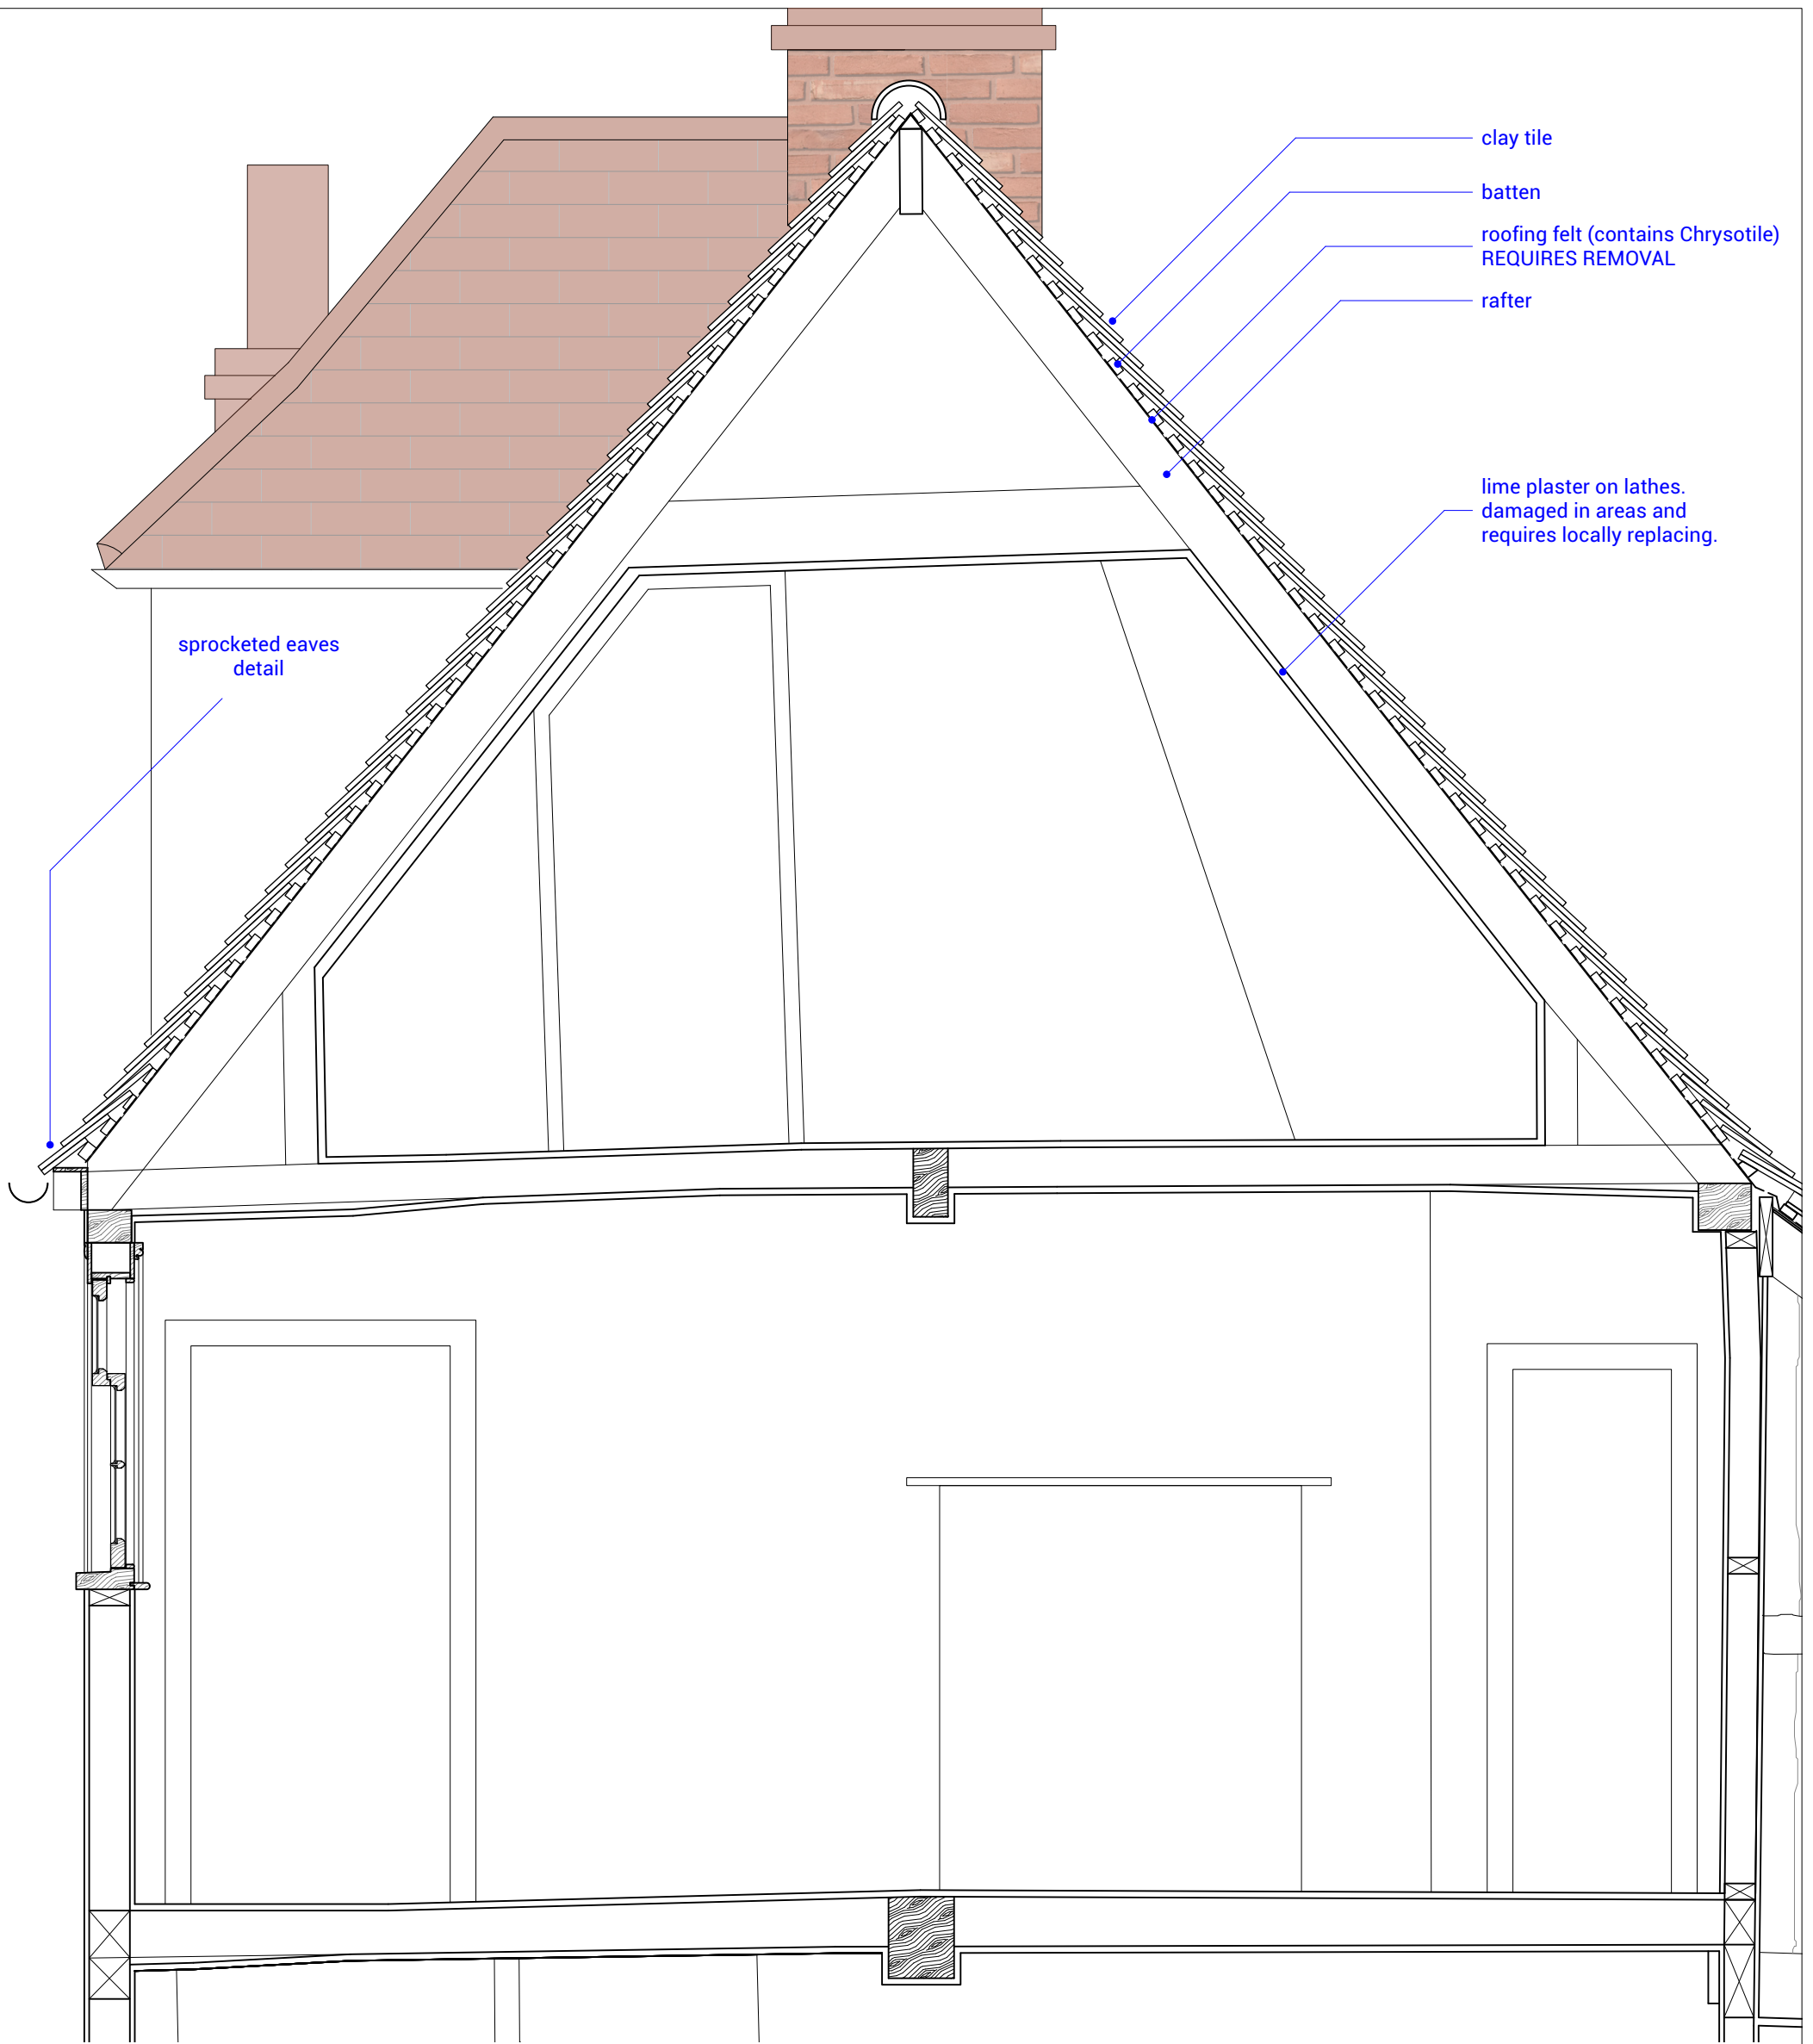 clay tile
batten
roofing felt (contains Chrysotile)
REQUIRES REMOVAL
rafter
lime plaster on lathes.
damaged in areas and
requires locally replacing.
sprocketed eaves
detail